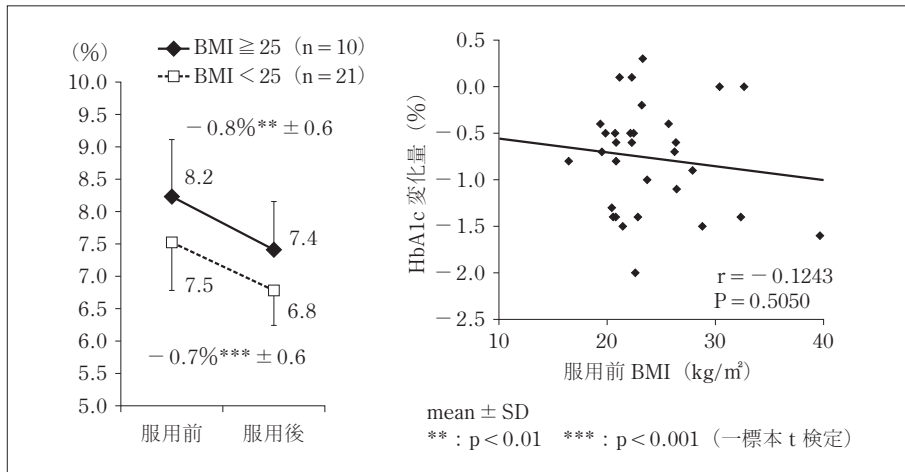 (%)
BMI ≧ 25 (n = 10)
BMI < 25 (n = 21)
10.0
9.5
9.0
8.5
8.0
7.5
7.0
6.5
6.0
5.5
5.0
－0.8%** ± 0.6
8.2
7.4
7.5
6.8
－0.7%*** ± 0.6
服用前
服用後
HbA1c 変化量 (%)
0.5
0.0
－0.5
－1.0
－1.5
－2.0
－2.5
r = －0.1243
P = 0.5050
10
20
30
40
服用前 BMI (kg/㎡)
mean ± SD
**：p < 0.01 ***：p < 0.001 (一標本 t 検定)